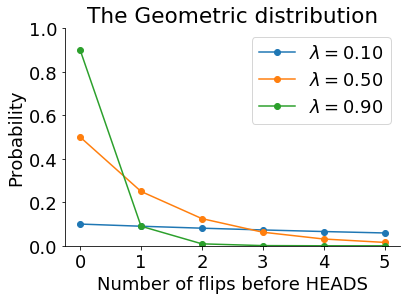 The Geometric distribution
Probability
1.0
0.8
0.6
0.4
0.2
0.0
λ = 0.10
λ = 0.50
λ = 0.90
0 1 2 3 4 5
Number of flips before HEADS